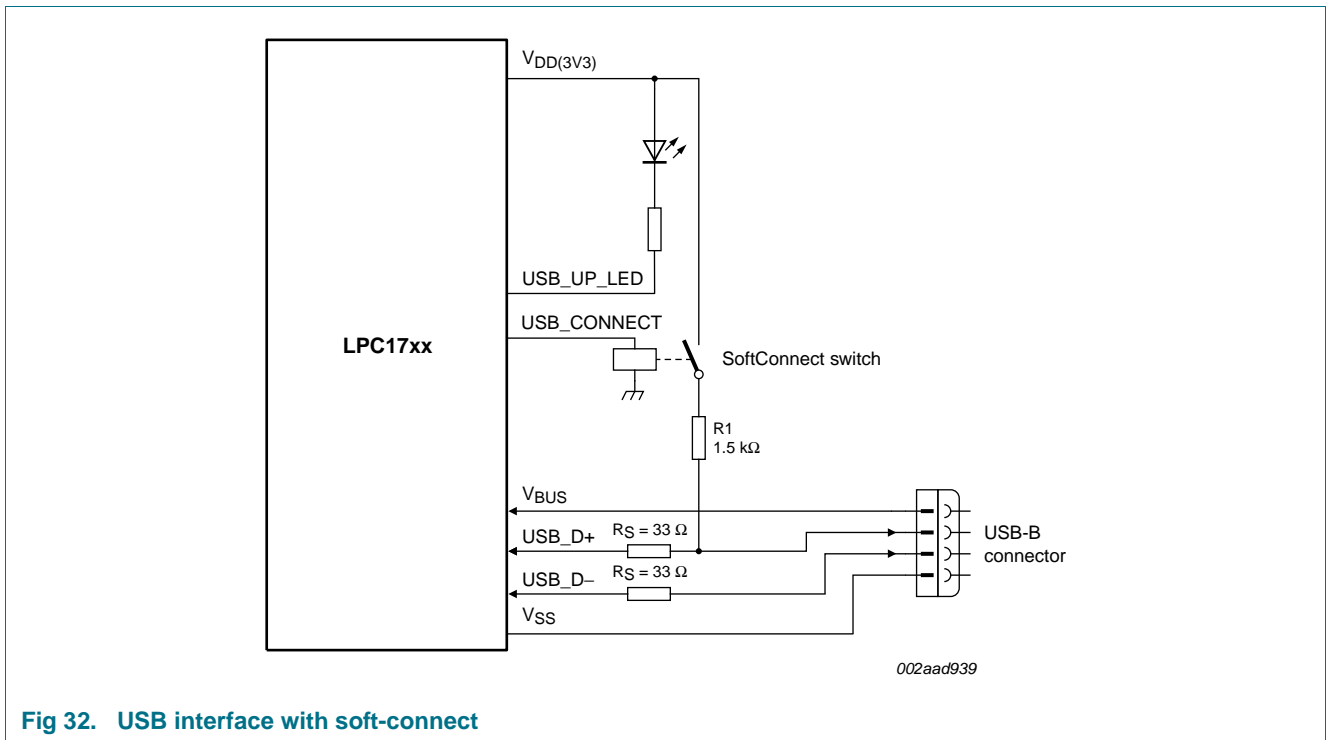 VDD(3V3)
USB_UP_LED
USB_CONNECT
LPC17xx
SoftConnect switch
R1
1.5 kΩ
VBUS
USB_D+
RS = 33 Ω
USB_D−
RS = 33 Ω
VSS
USB-B
connector
002aad939
Fig 32. USB interface with soft-connect